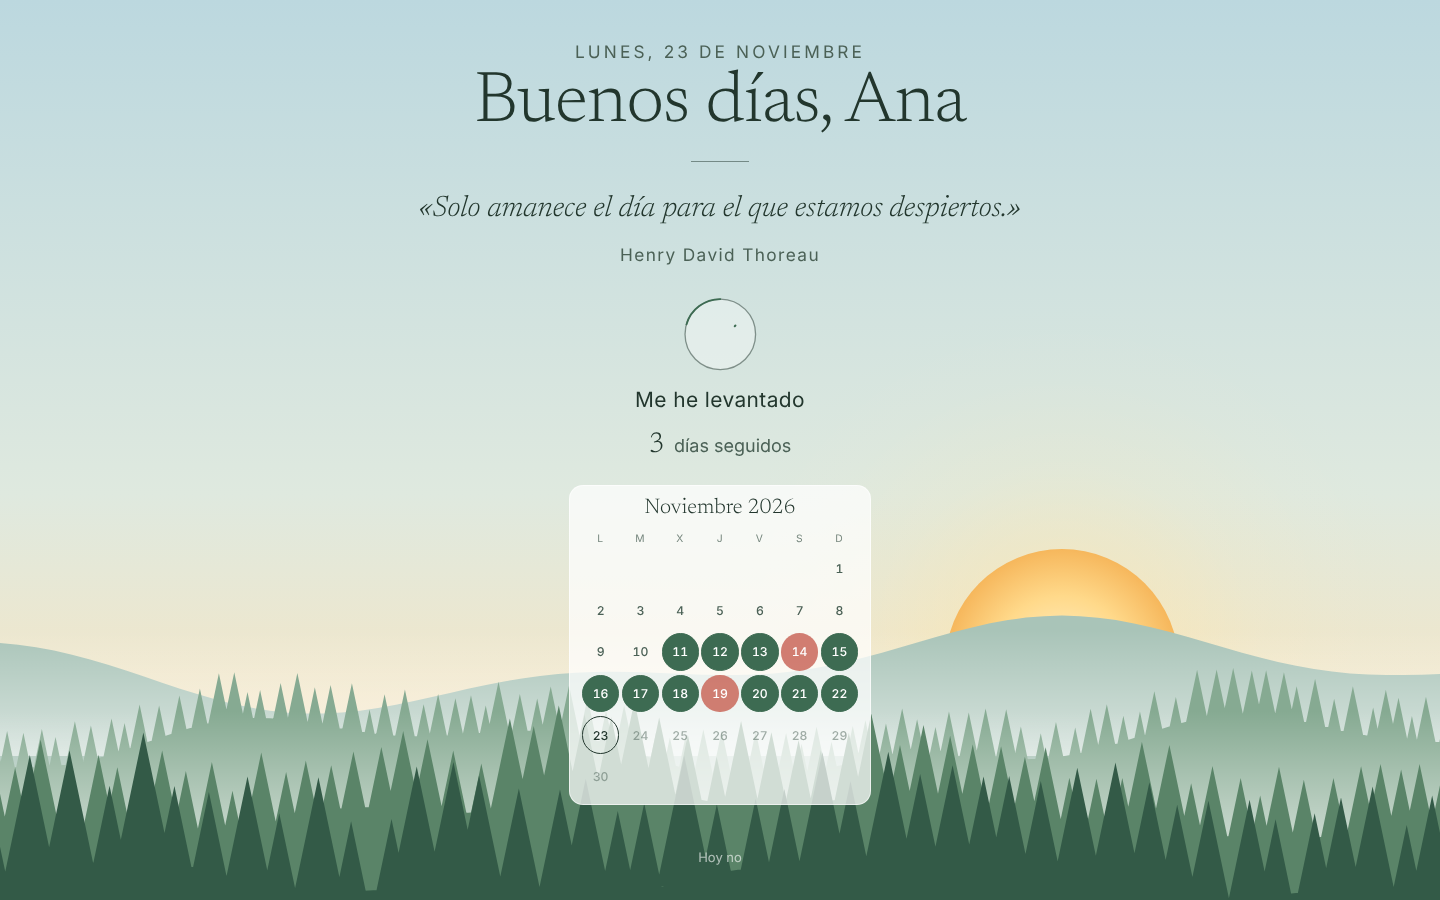 LUNES, 23 DE NOVIEMBRE
Buenos días, Ana
«Solo amanece el día para el que estamos despiertos.»
Henry David Thoreau
Me he levantado
3 días seguidos
Noviembre 2026
L M X J V S D
1
2 3 4 5 6 7 8
9 10 11 12 13 14 15
16 17 18 19 20 21 22
23 24 25 26 27 28 29
30
Hoy no